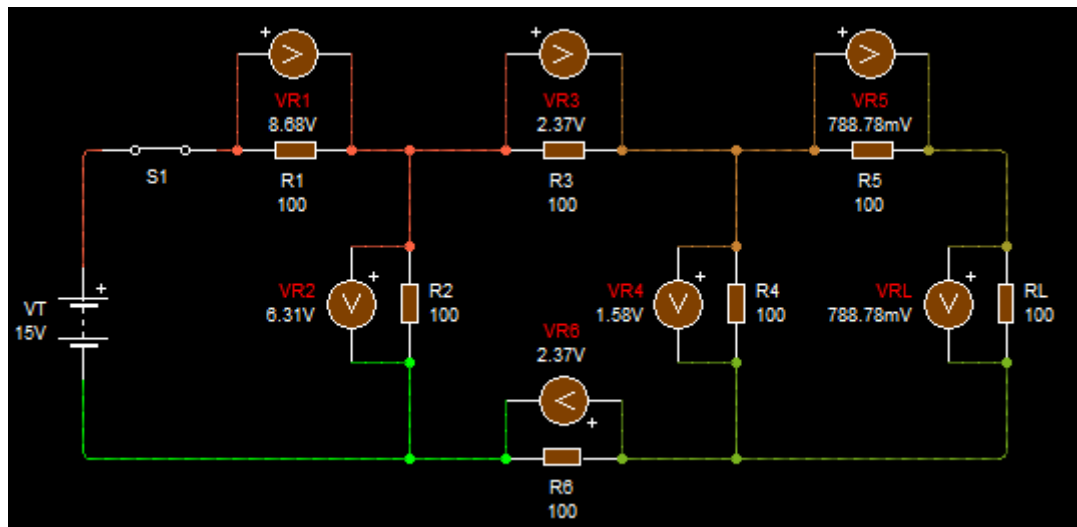 +
VR1
8.68V
+
VR3
2.37V
+
VR5
788.78mV
S1
R1
100
R3
100
R5
100
+
VT
15V
+
VR2
6.31V
R2
100
+
VR4
1.58V
R4
100
+
VRL
788.78mV
RL
100
VR6
2.37V
+
R6
100